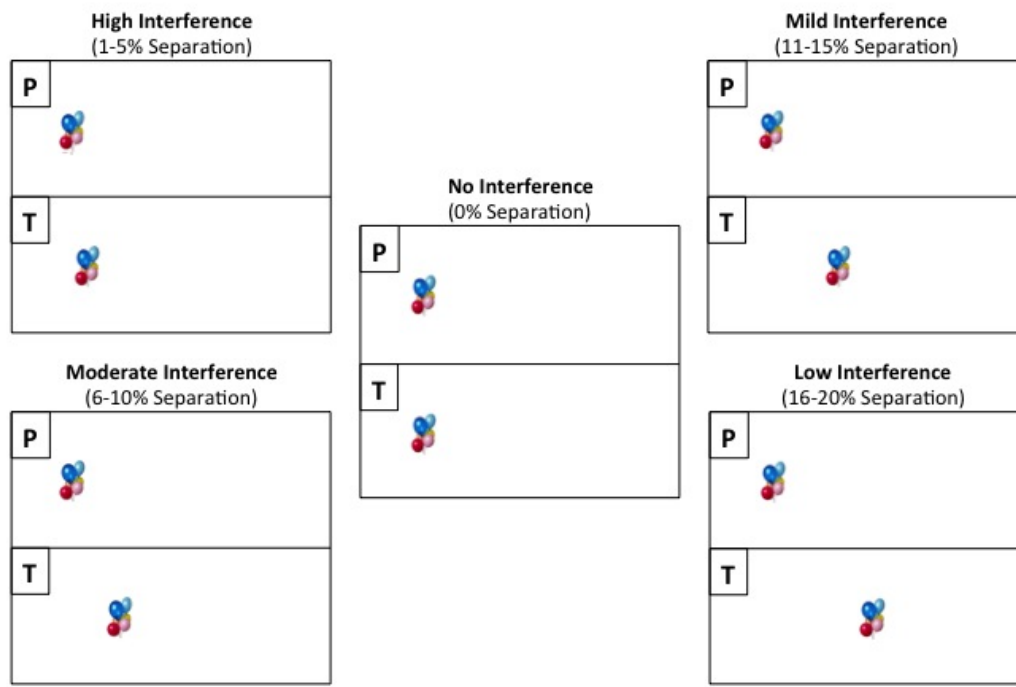 High Interference
(1-5% Separation)
P
T
Mild Interference
(11-15% Separation)
P
T
No Interference
(0% Separation)
P
T
Moderate Interference
(6-10% Separation)
P
T
Low Interference
(16-20% Separation)
P
T